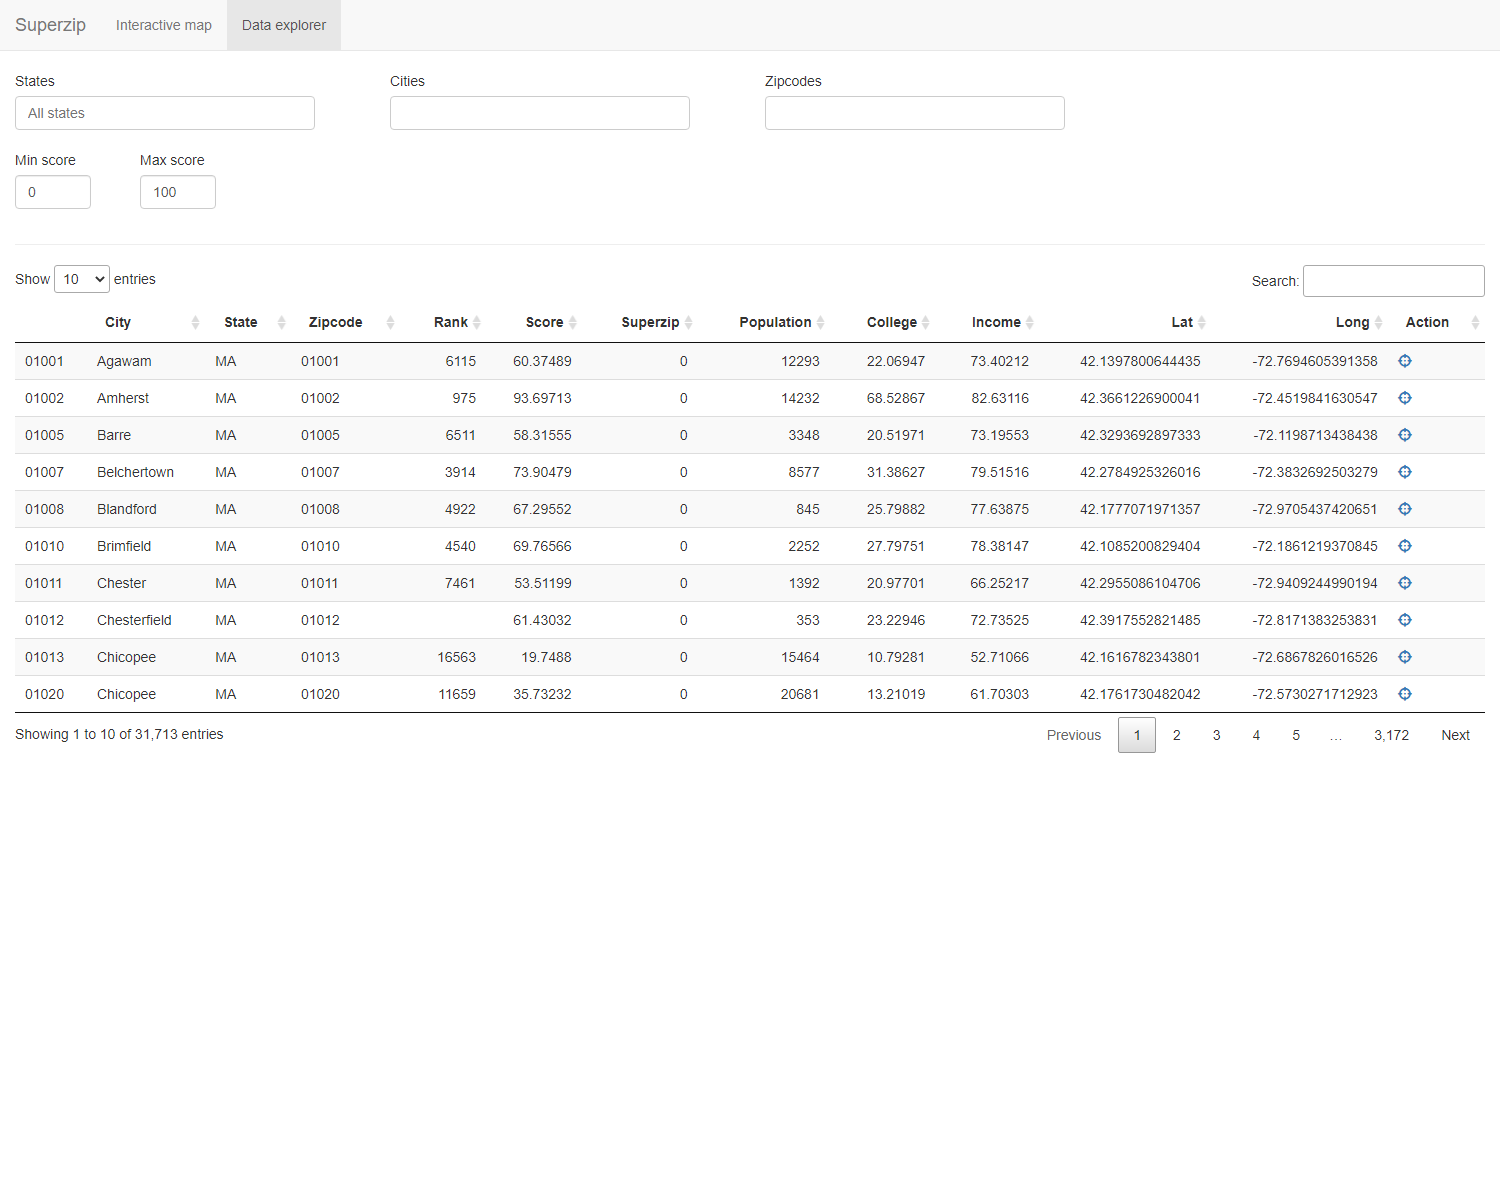 Superzip Interactive map Data explorer
States Cities Zipcodes
All states
Min score Max score
0 100
Show 10 entries Search:
City State Zipcode Rank Score Superzip Population College Income Lat Long Action
01001 Agawam MA 01001 6115 60.37489 0 12293 22.06947 73.40212 42.1397800644435 -72.7694605391358
01002 Amherst MA 01002 975 93.69713 0 14232 68.52867 82.63116 42.3661226900041 -72.4519841630547
01005 Barre MA 01005 6511 58.31555 0 3348 20.51971 73.19553 42.3293692897333 -72.1198713438438
01007 Belchertown MA 01007 3914 73.90479 0 8577 31.38627 79.51516 42.2784925326016 -72.3832692503279
01008 Blandford MA 01008 4922 67.29552 0 845 25.79882 77.63875 42.1777071971357 -72.9705437420651
01010 Brimfield MA 01010 4540 69.76566 0 2252 27.79751 78.38147 42.1085200829404 -72.1861219370845
01011 Chester MA 01011 7461 53.51199 0 1392 20.97701 66.25217 42.2955086104706 -72.9409244990194
01012 Chesterfield MA 01012 61.43032 0 353 23.22946 72.73525 42.3917552821485 -72.8171383253831
01013 Chicopee MA 01013 16563 19.7488 0 15464 10.79281 52.71066 42.1616782343801 -72.6867826016526
01020 Chicopee MA 01020 11659 35.73232 0 20681 13.21019 61.70303 42.1761730482042 -72.5730271712923
Showing 1 to 10 of 31,713 entries Previous 1 2 3 4 5 … 3,172 Next